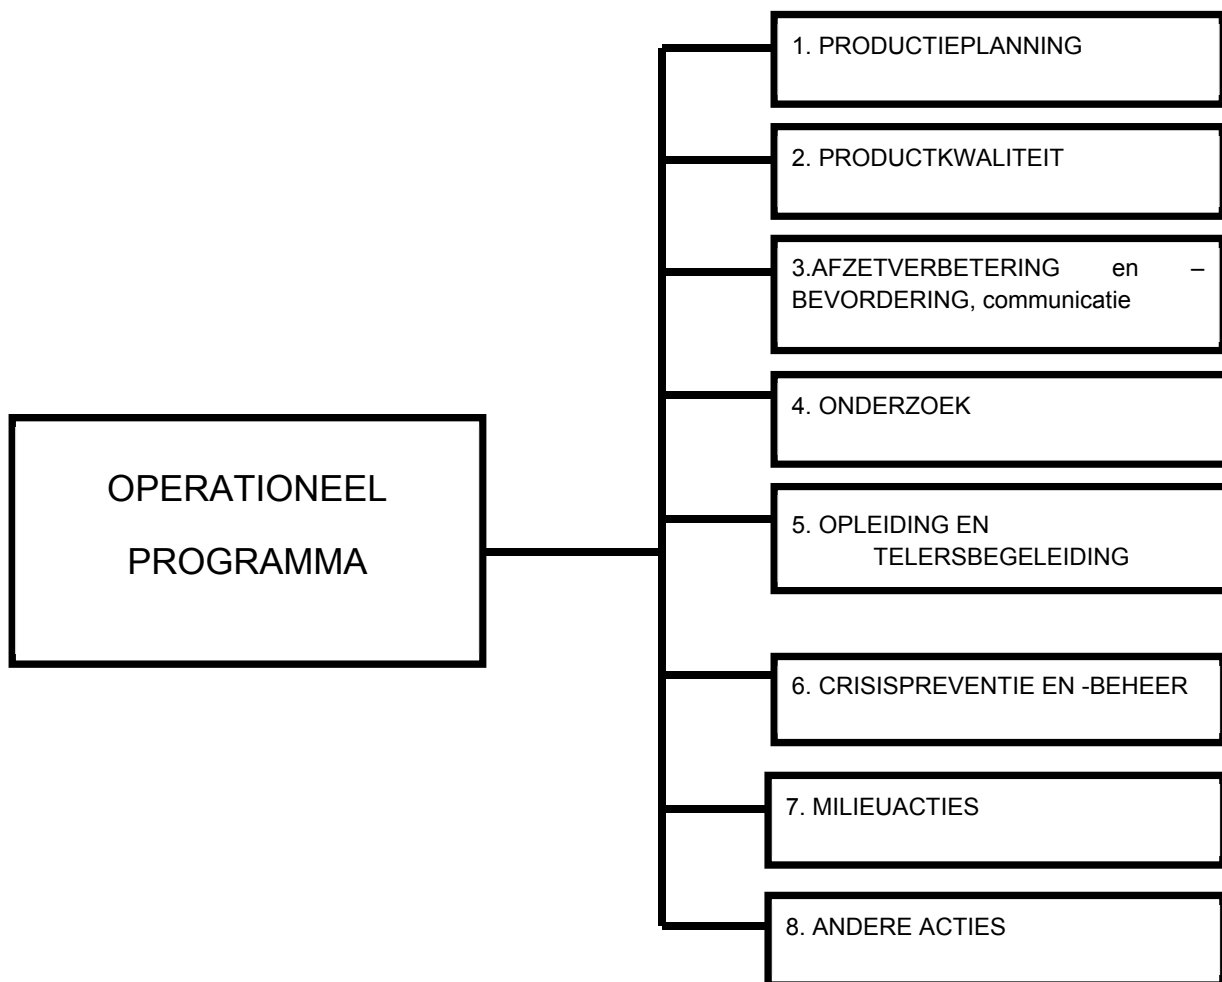 1. PRODUCTIEPLANNING
2. PRODUCTKWALITEIT
3.AFZETVERBETERING en –
BEVORDERING, communicatie
4. ONDERZOEK
OPERATIONEEL
PROGRAMMA
5. OPLEIDING EN
TELERSBEGELEIDING
6. CRISISPREVENTIE EN -BEHEER
7. MILIEUACTIES
8. ANDERE ACTIES